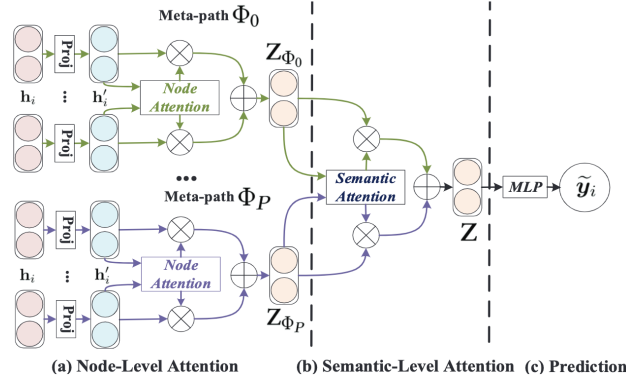 Meta-path Φ0
Proj
hi
...
h′i
Proj
Node
Attention
ZΦ0
...
Meta-path ΦP
Proj
hi
...
h′i
Proj
Node
Attention
ZΦP
Semantic
Attention
Z
MLP
ỹi
(a) Node-Level Attention
(b) Semantic-Level Attention
(c) Prediction